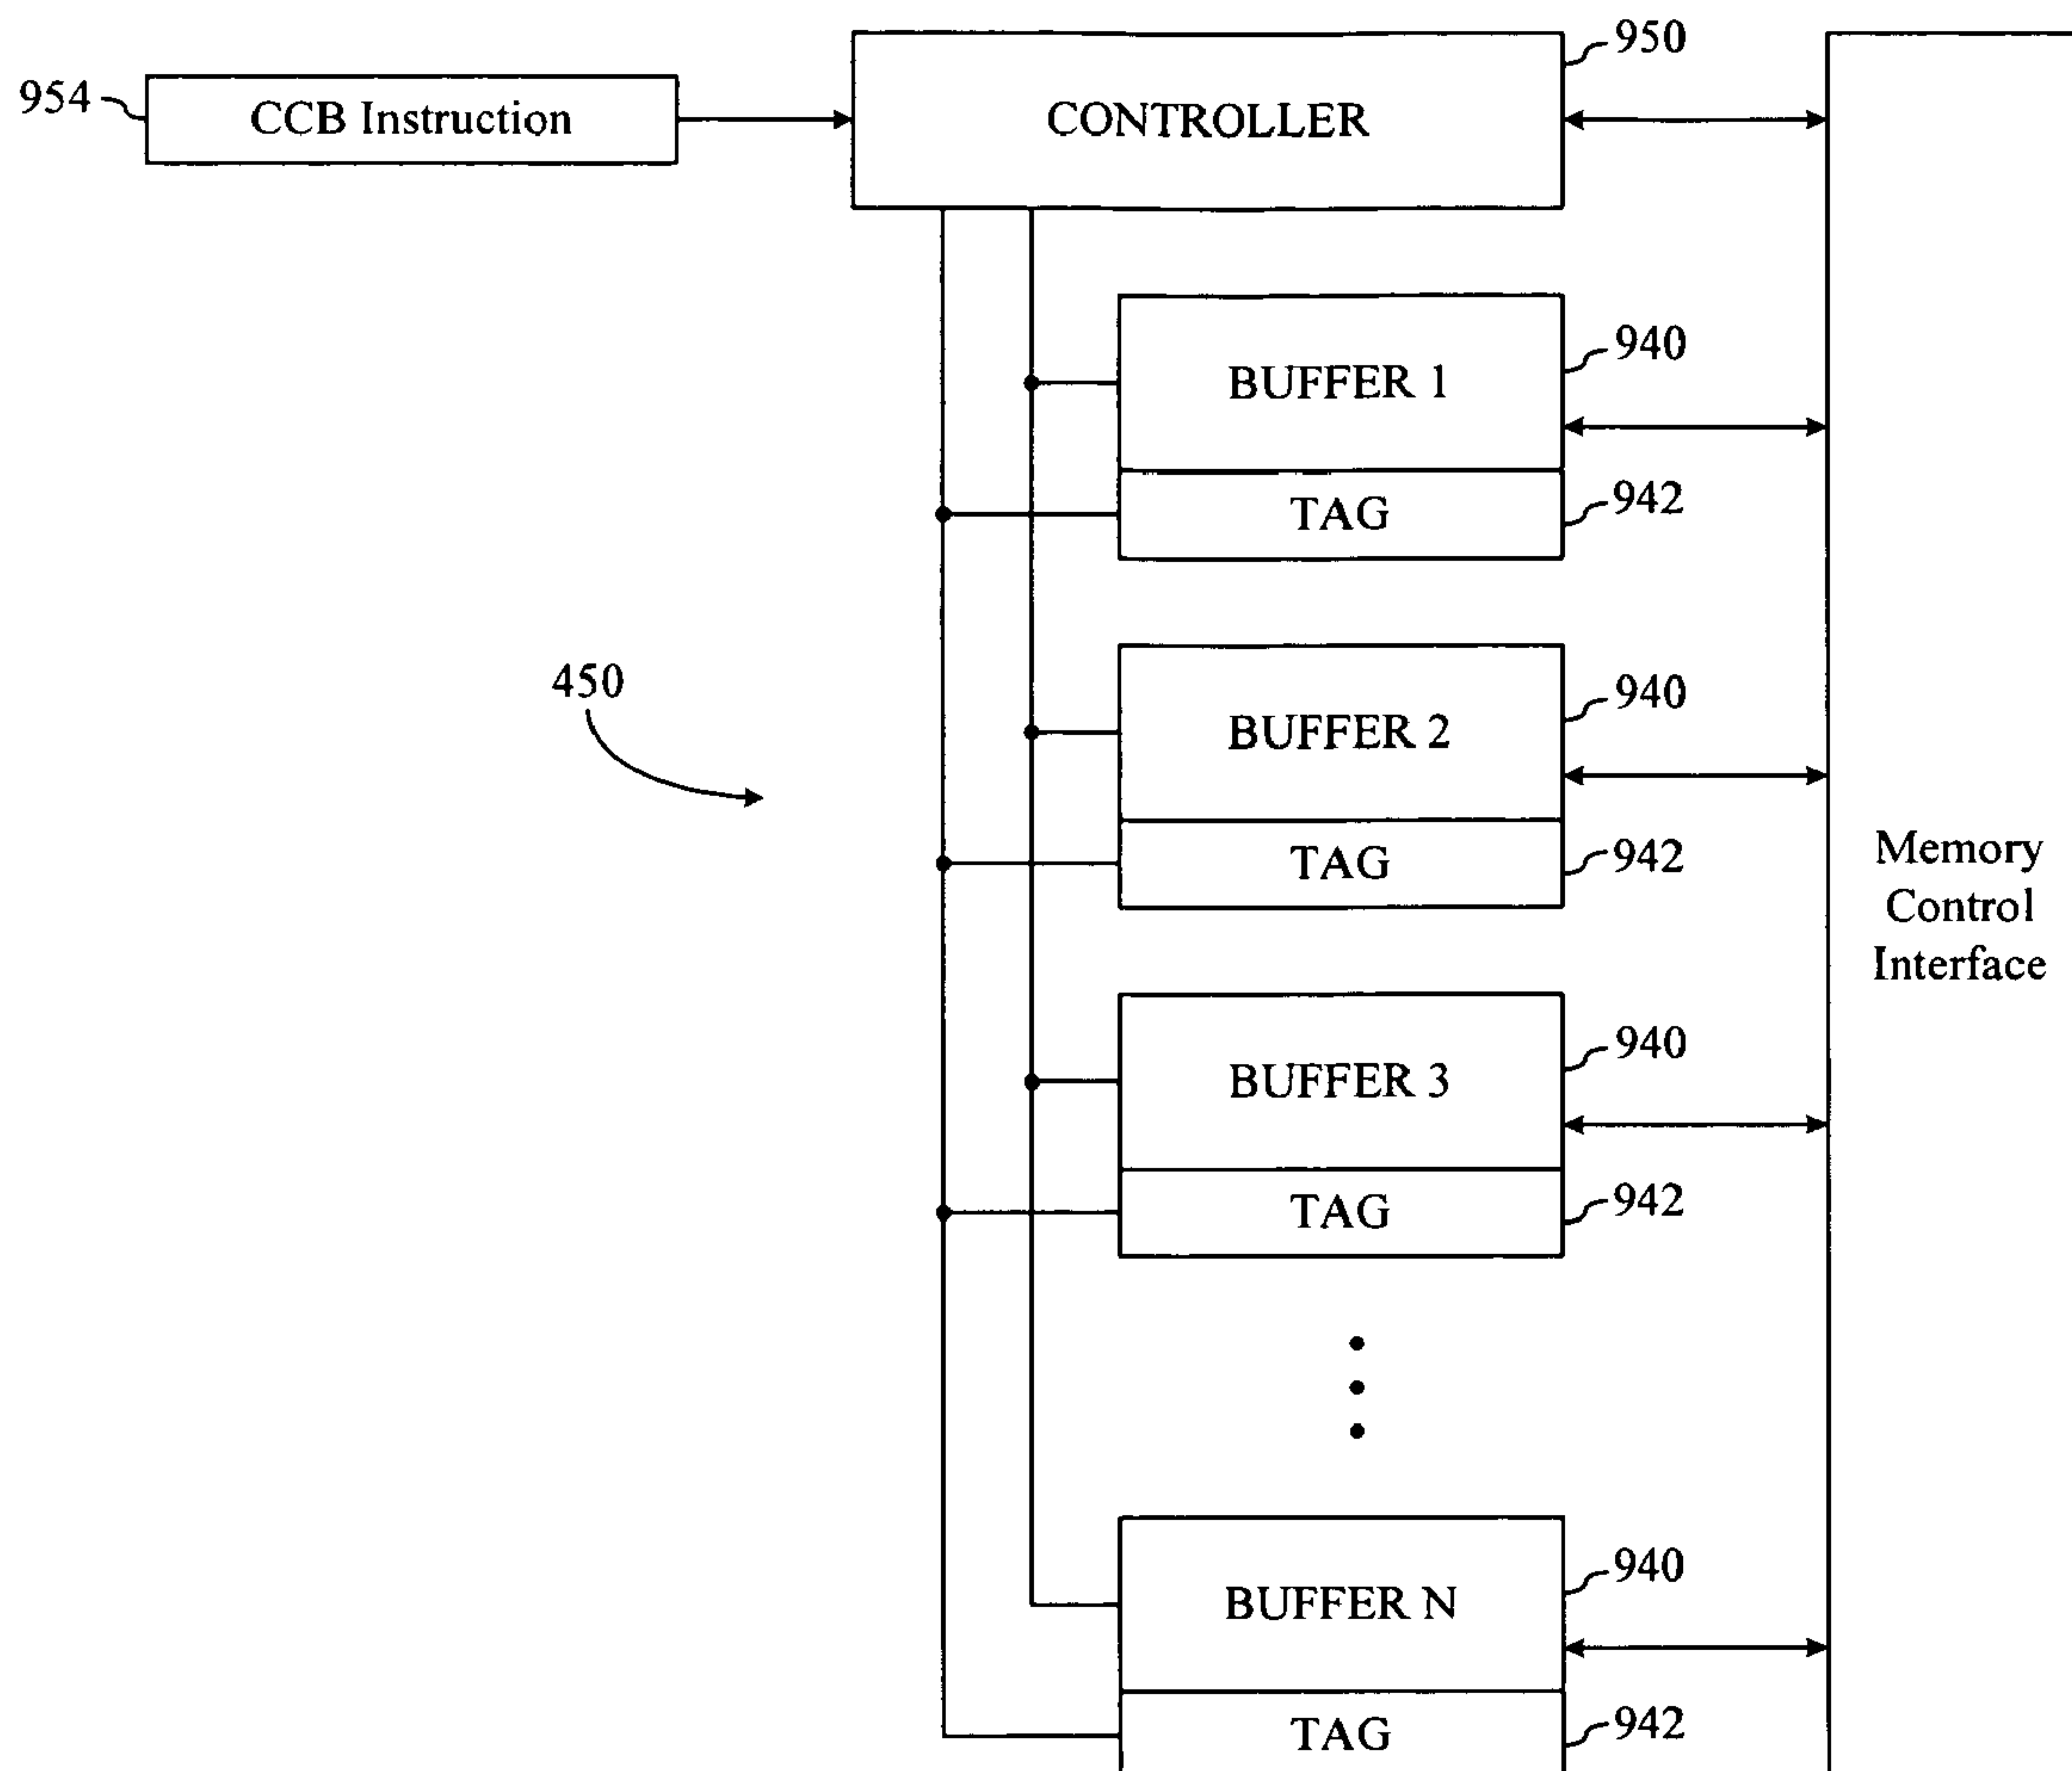 950
954
CCB Instruction
CONTROLLER
940
BUFFER 1
942
TAG
450
940
BUFFER 2
942
TAG
Memory
Control
Interface
940
BUFFER 3
942
TAG
940
BUFFER N
942
TAG